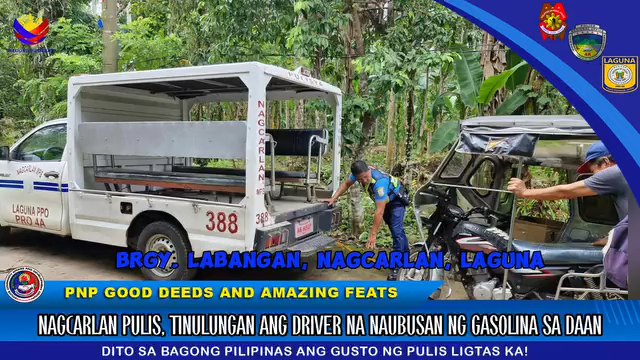 LAGUNA
NAGCARLAN
NAGCARLAN PPS
LAGUNA PPO
PRO 4A
388
388
BRGY. LABANGAN, NAGCARLAN, LAGUNA
PNP GOOD DEEDS AND AMAZING FEATS
NAGCARLAN PULIS, TINULUNGAN ANG DRIVER NA NAUBUSAN NG GASOLINA SA DAAN
DITO SA BAGONG PILIPINAS ANG GUSTO NG PULIS LIGTAS KA!